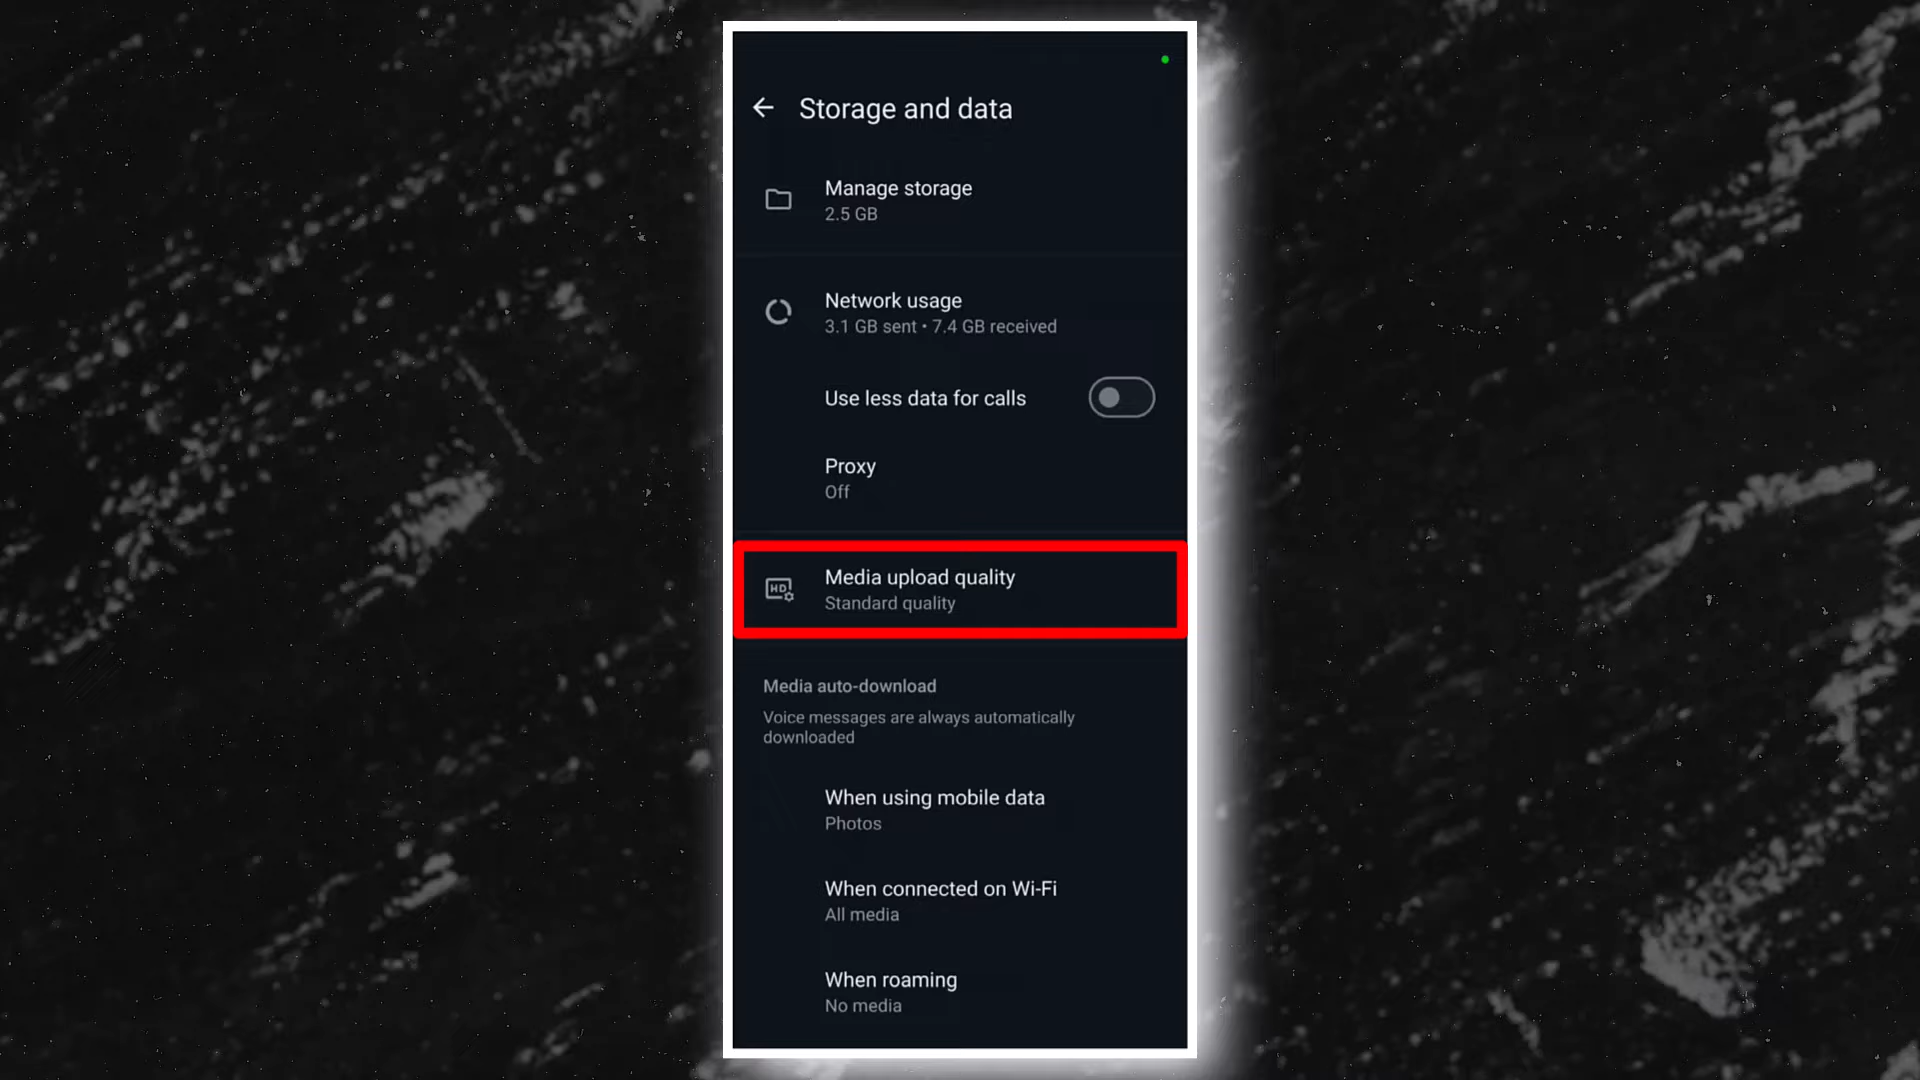 Storage and data
Manage storage
2.5 GB
Network usage
3.1 GB sent • 7.4 GB received
Use less data for calls
Proxy
Off
HD
Media upload quality
Standard quality
Media auto-download
Voice messages are always automatically
downloaded
When using mobile data
Photos
When connected on Wi-Fi
All media
When roaming
No media